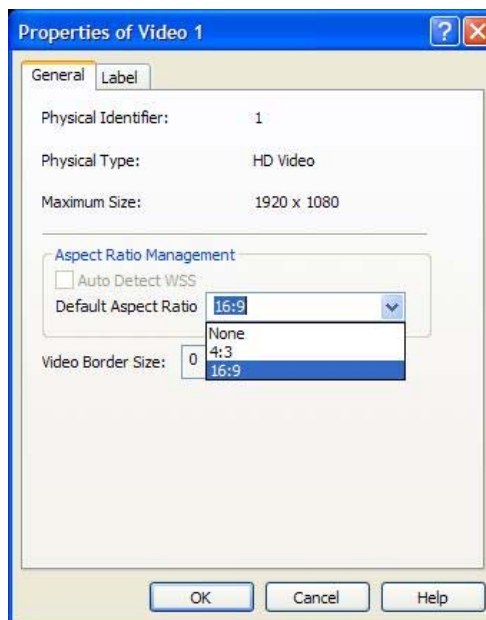 Properties of Video 1
General Label
Physical Identifier: 1
Physical Type: HD Video
Maximum Size: 1920 x 1080
Aspect Ratio Management
Auto Detect WSS
Default Aspect Ratio 16:9
None
4:3
16:9
Video Border Size: 0
OK Cancel Help